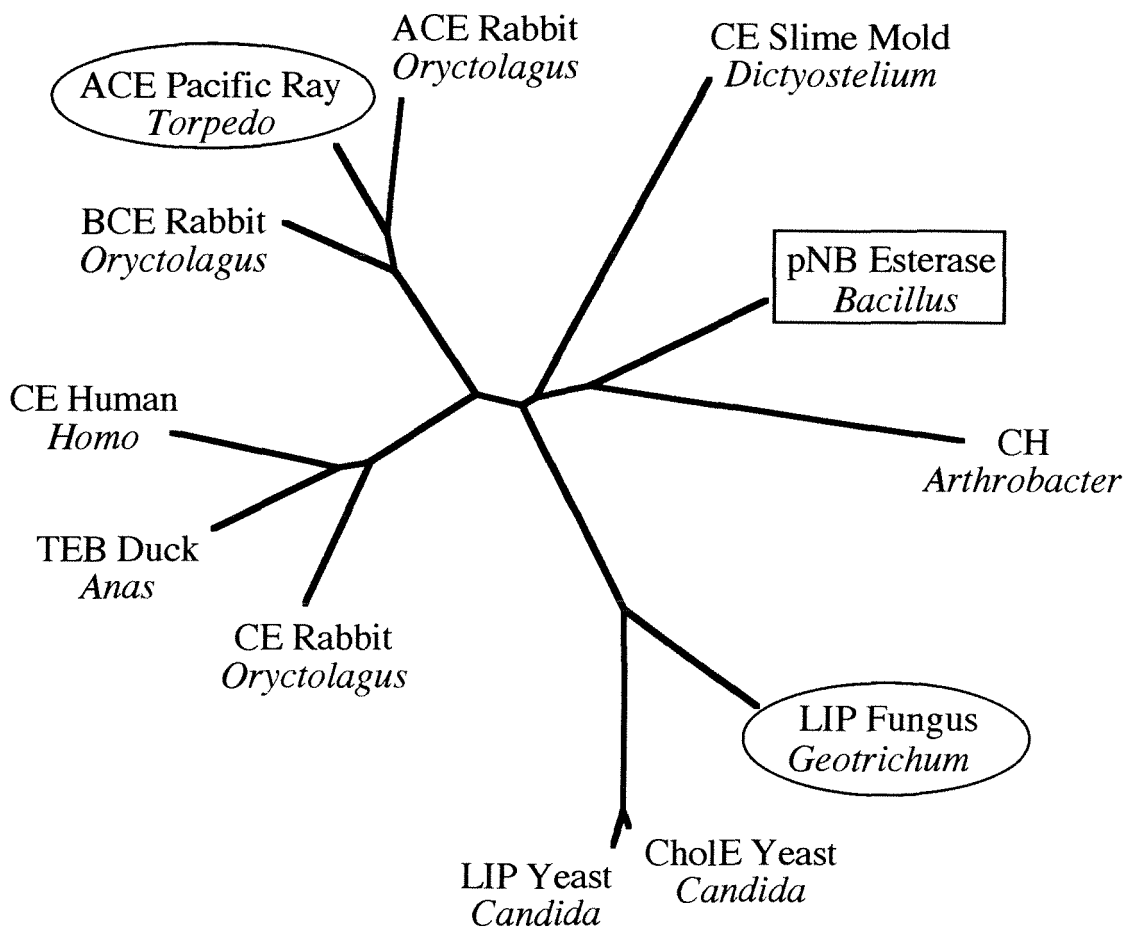 ACE Rabbit
Oryctolagus
CE Slime Mold
Dictyostelium
ACE Pacific Ray
Torpedo
BCE Rabbit
Oryctolagus
pNB Esterase
Bacillus
CE Human
Homo
CH
Arthrobacter
TEB Duck
Anas
CE Rabbit
Oryctolagus
LIP Fungus
Geotrichum
CholE Yeast
Candida
LIP Yeast
Candida